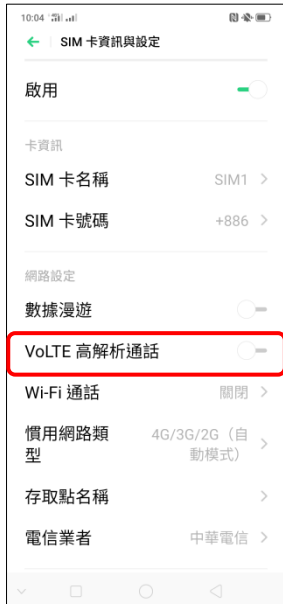 10:04
SIM 卡資訊與設定
啟用
卡資訊
SIM 卡名稱 SIM1
SIM 卡號碼 +886
網路設定
數據漫遊
VoLTE 高解析通話
Wi-Fi 通話 關閉
慣用網路類 4G/3G/2G（自
型 動模式）
存取點名稱
電信業者 中華電信